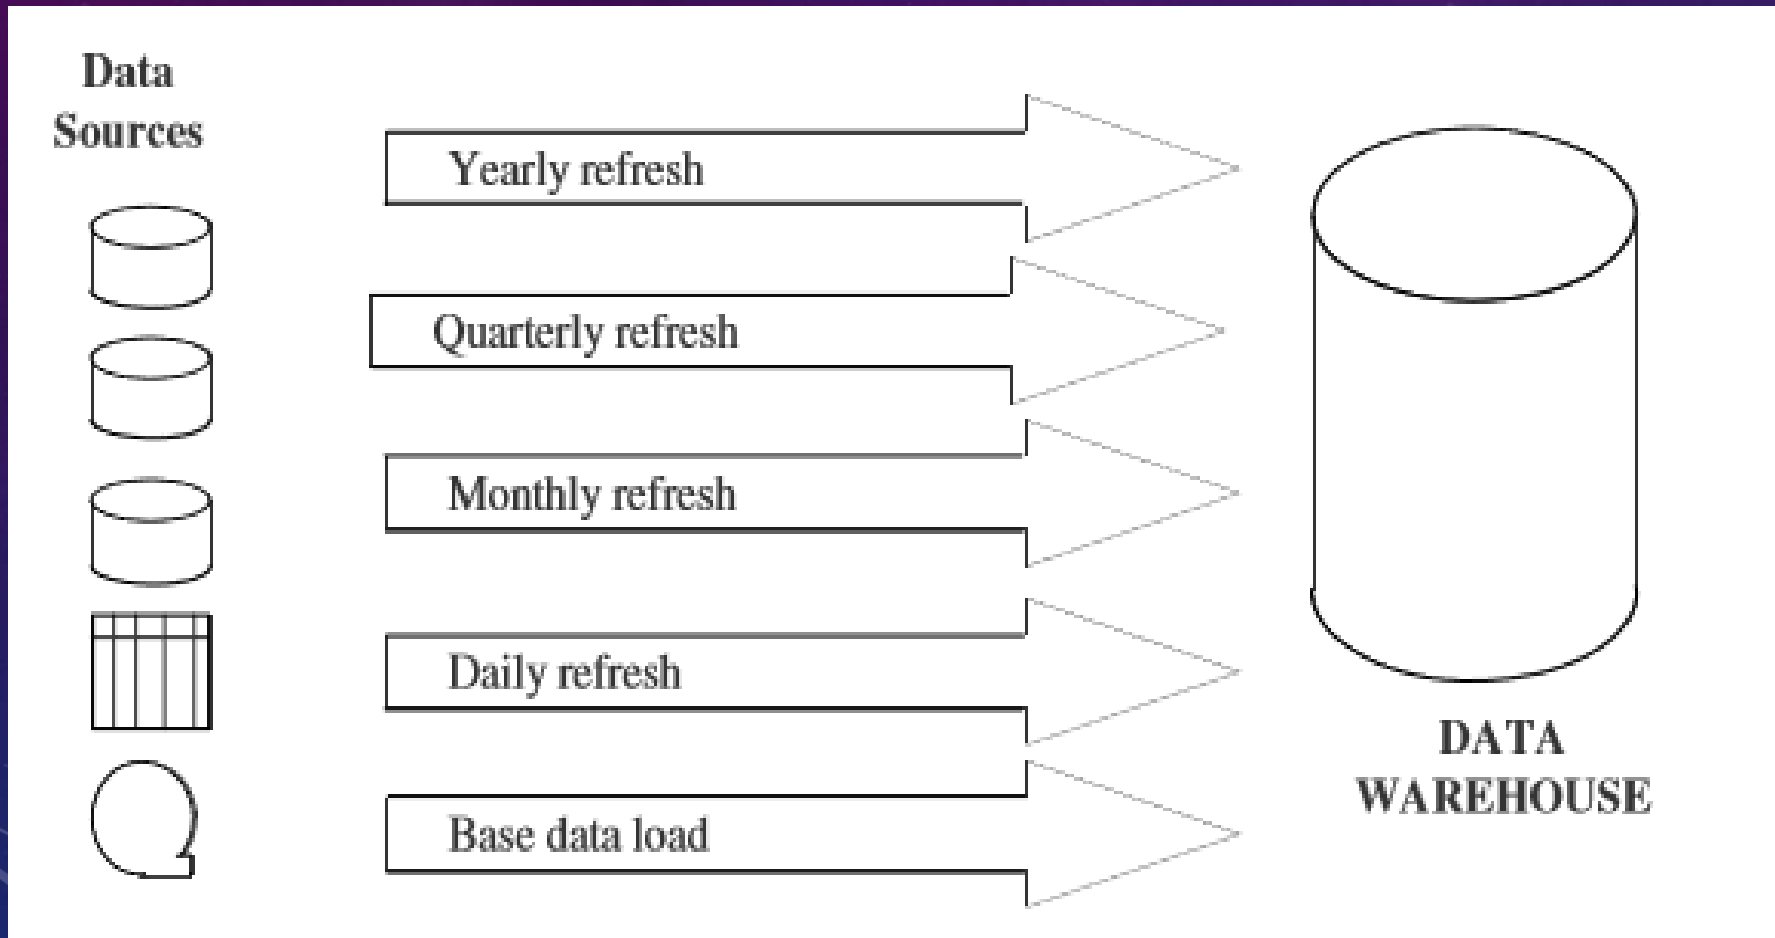 Data
Sources
Yearly refresh
Quarterly refresh
Monthly refresh
Daily refresh
Base data load
DATA
WAREHOUSE